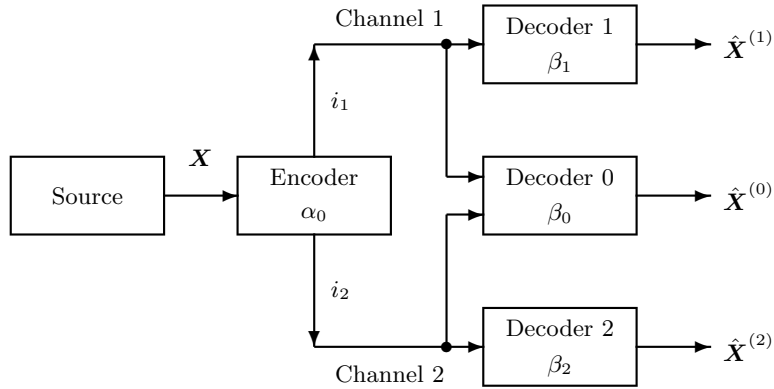 Channel 1
Decoder 1
β₁
X̂⁽¹⁾
i₁
X
Source
Encoder
α₀
Decoder 0
β₀
X̂⁽⁰⁾
i₂
Decoder 2
β₂
X̂⁽²⁾
Channel 2